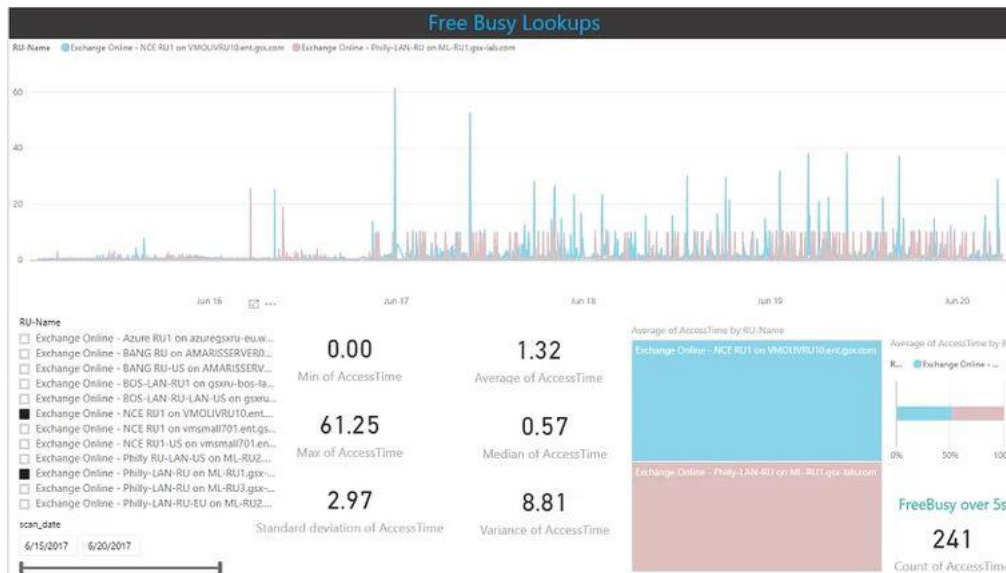 Free Busy Lookups
RU-Name Exchange Online - NCE RU1 on VMOLIVRU10.ent.gsx.com Exchange Online - Philly-LAN-RU on ML-RU1.gsx-lab.com
60
40
20
0
Jun 16 Jun 17 Jun 18 Jun 19 Jun 20
RU-Name
Exchange Online - Azure RU1 on azuregsxru-eu.w...
Exchange Online - BANG RU on AMARISSERVER0...
Exchange Online - BANG RU-US on AMARISSERV...
Exchange Online - BOS-LAN-RU1 on gsxru-bos-la...
Exchange Online - BOS-LAN-RU-LAN-US on gsxru...
Exchange Online - NCE RU1 on VMOLIVRU10.ent....
Exchange Online - NCE RU1 on vmsmall701.ent.gs...
Exchange Online - NCE RU1-US on vmsmall701.en...
Exchange Online - Philly RU-LAN-US on ML-RU2....
Exchange Online - Philly-LAN-RU on ML-RU1.gsx-...
Exchange Online - Philly-LAN-RU on ML-RU3.gsx-...
Exchange Online - Philly-LAN-RU-EU on ML-RU2....
scan_date
6/15/2017 6/20/2017
0.00
Min of AccessTime
1.32
Average of AccessTime
61.25
Max of AccessTime
0.57
Median of AccessTime
2.97
Standard deviation of AccessTime
8.81
Variance of AccessTime
Average of AccessTime by RU-Name
Exchange Online - NCE RU1 on VMOLIVRU10.ent.gsx.com
Exchange Online - Philly-LAN-RU on ML-RU1.gsx-lab.com
Average of AccessTime by R
R... Exchange Online - ...
0% 50% 100
FreeBusy over 5s
241
Count of AccessTime